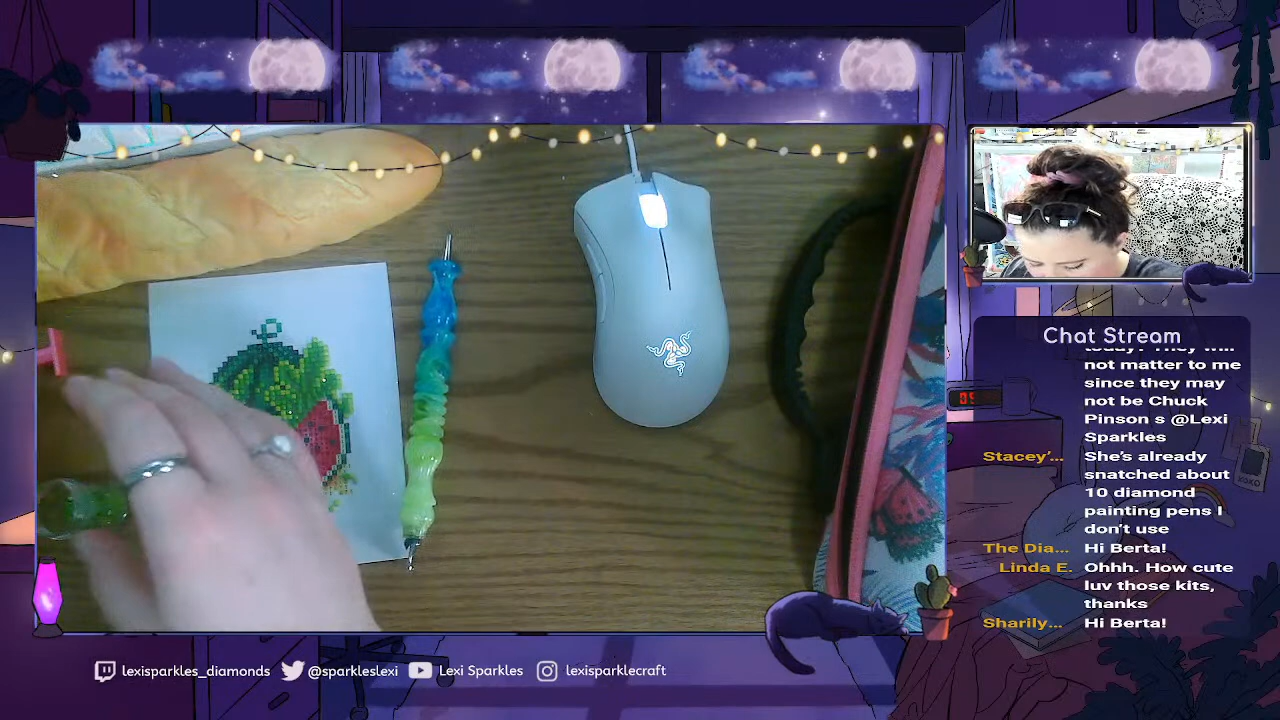 Chat Stream
not matter to me
since they may
not be Chuck
Pinson s @Lexi
Sparkles
Stacey'... She's already
snatched about
10 diamond
painting pens I
don't use
The Dia... Hi Berta!
Linda E. Ohhh. How cute
luv those kits,
thanks
Sharily... Hi Berta!
lexisparkles_diamonds @sparkleslexi Lexi Sparkles lexisparklecraft